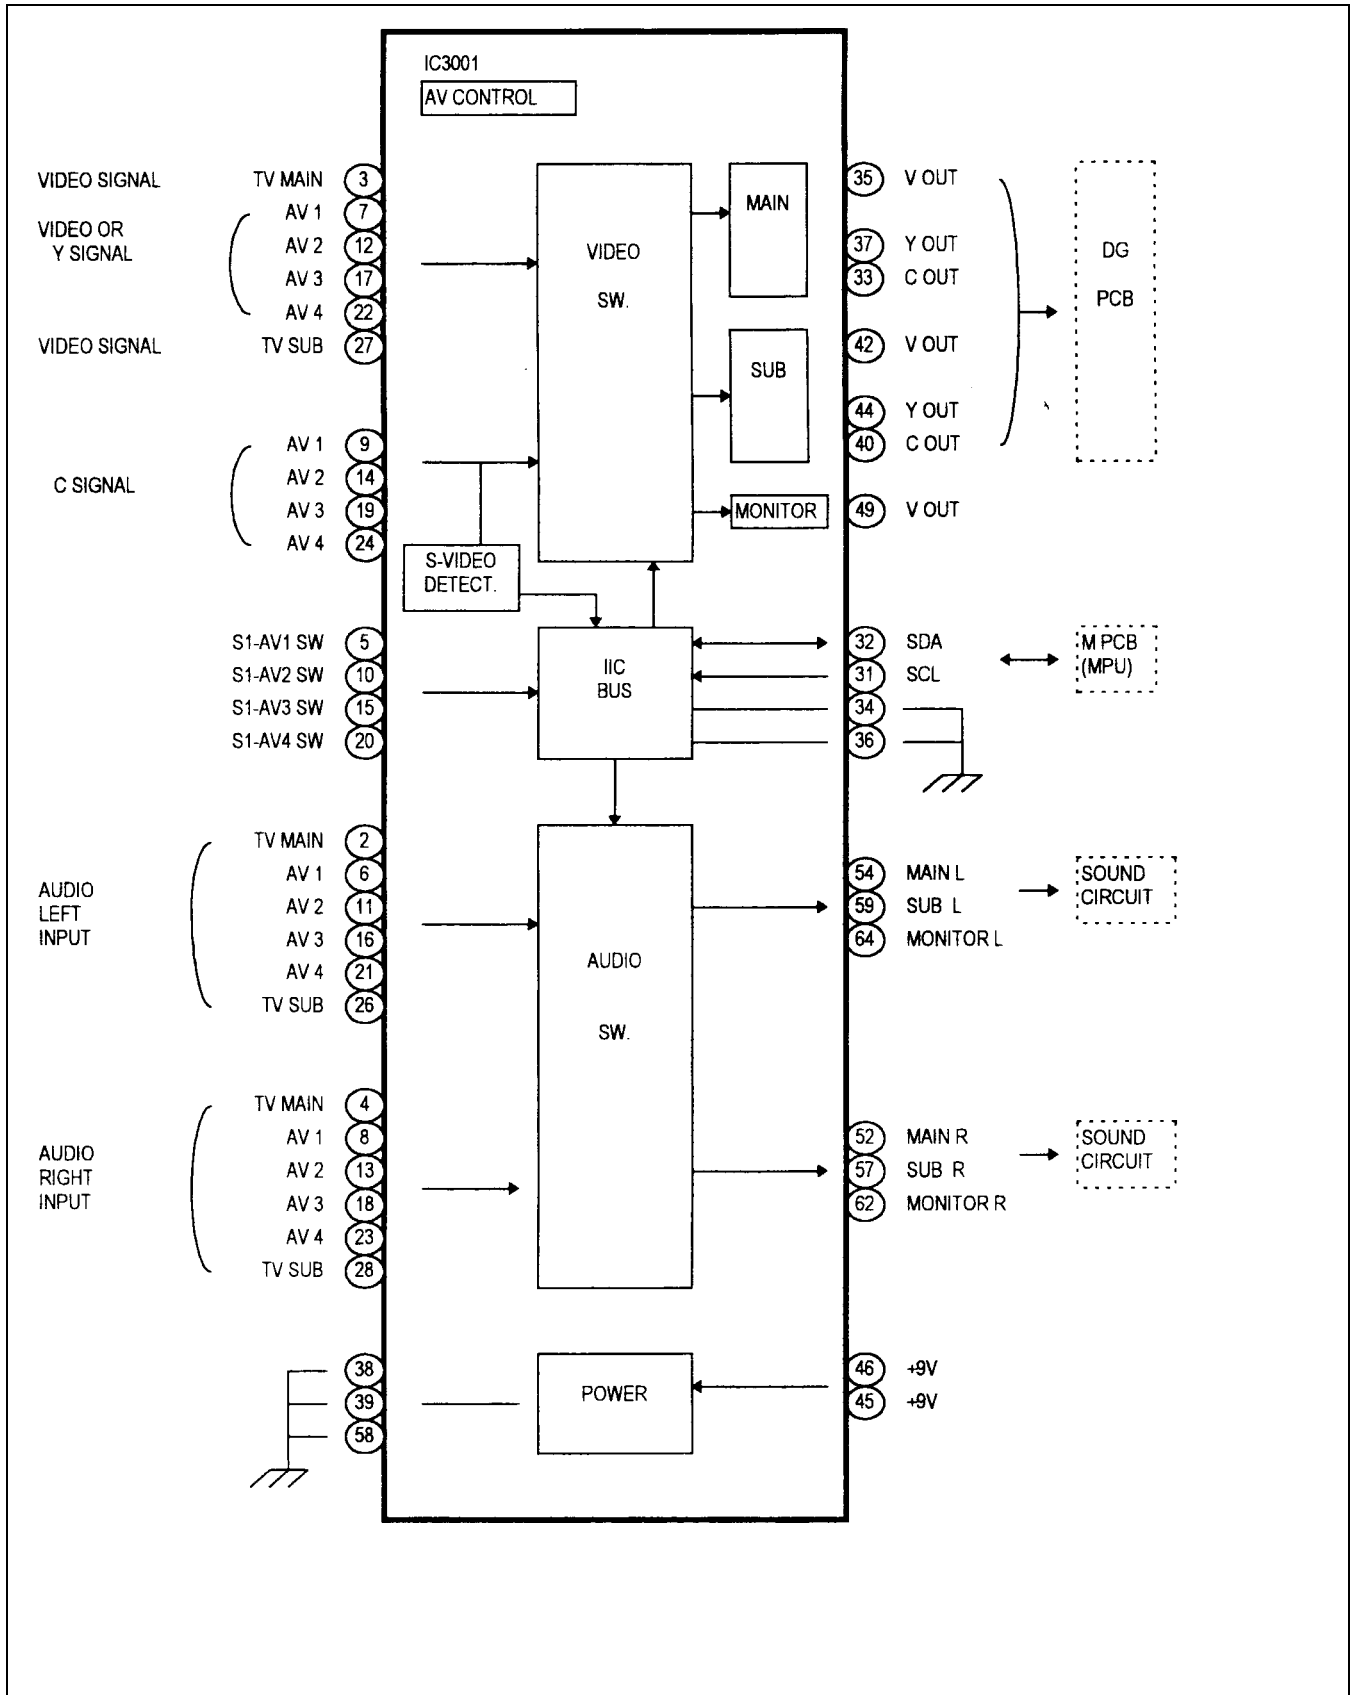 IC3001
AV CONTROL
VIDEO SIGNAL TV MAIN 3
VIDEO OR
Y SIGNAL
AV 1 7
AV 2 12
AV 3 17
AV 4 22
VIDEO SIGNAL TV SUB 27
C SIGNAL
AV 1 9
AV 2 14
AV 3 19
AV 4 24
S1-AV1 SW 5
S1-AV2 SW 10
S1-AV3 SW 15
S1-AV4 SW 20
AUDIO
LEFT
INPUT
TV MAIN 2
AV 1 6
AV 2 11
AV 3 16
AV 4 21
TV SUB 26
AUDIO
RIGHT
INPUT
TV MAIN 4
AV 1 8
AV 2 13
AV 3 18
AV 4 23
TV SUB 28
38
39
58
VIDEO
SW.
MAIN
SUB
MONITOR
S-VIDEO
DETECT.
IIC
BUS
AUDIO
SW.
POWER
35 V OUT
37 Y OUT
33 C OUT
42 V OUT
44 Y OUT
40 C OUT
49 V OUT
DG
PCB
32 SDA
31 SCL
34
36
M PCB
(MPU)
54 MAIN L
59 SUB L
64 MONITOR L
SOUND
CIRCUIT
52 MAIN R
57 SUB R
62 MONITOR R
SOUND
CIRCUIT
46 +9V
45 +9V